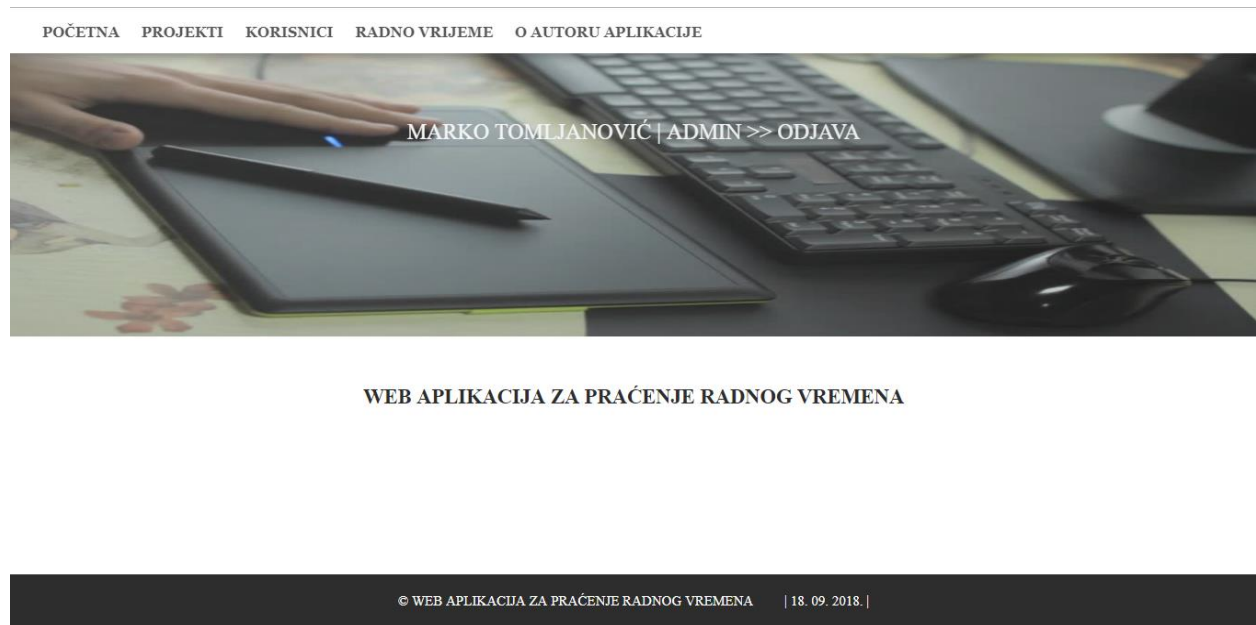 POČETNA PROJEKTI KORISNICI RADNO VRIJEME O AUTORU APLIKACIJE
MARKO TOMLJANOVIĆ | ADMIN >> ODJAVA
WEB APLIKACIJA ZA PRAĆENJE RADNOG VREMENA
© WEB APLIKACIJA ZA PRAĆENJE RADNOG VREMENA | 18. 09. 2018. |